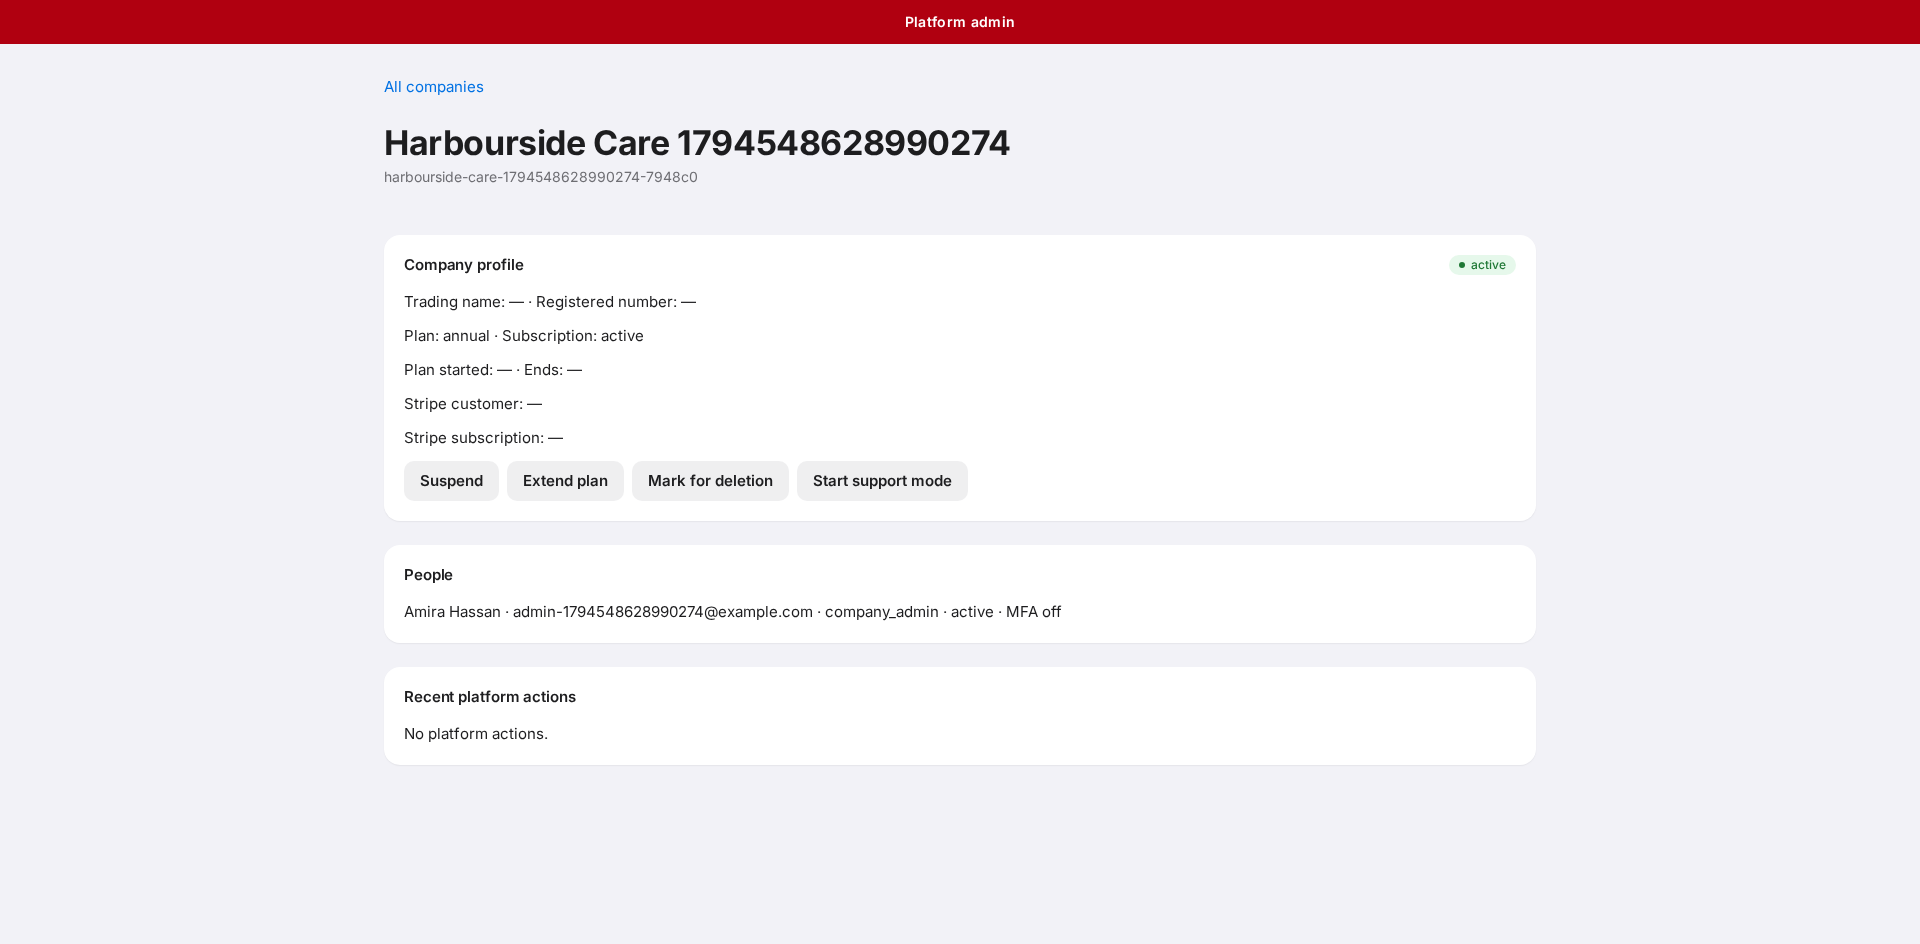 Platform admin
All companies
Harbourside Care 1794548628990274
harbourside-care-1794548628990274-7948c0
Company profile
active
Trading name: — · Registered number: —
Plan: annual · Subscription: active
Plan started: — · Ends: —
Stripe customer: —
Stripe subscription: —
Suspend
Extend plan
Mark for deletion
Start support mode
People
Amira Hassan · admin-1794548628990274@example.com · company_admin · active · MFA off
Recent platform actions
No platform actions.